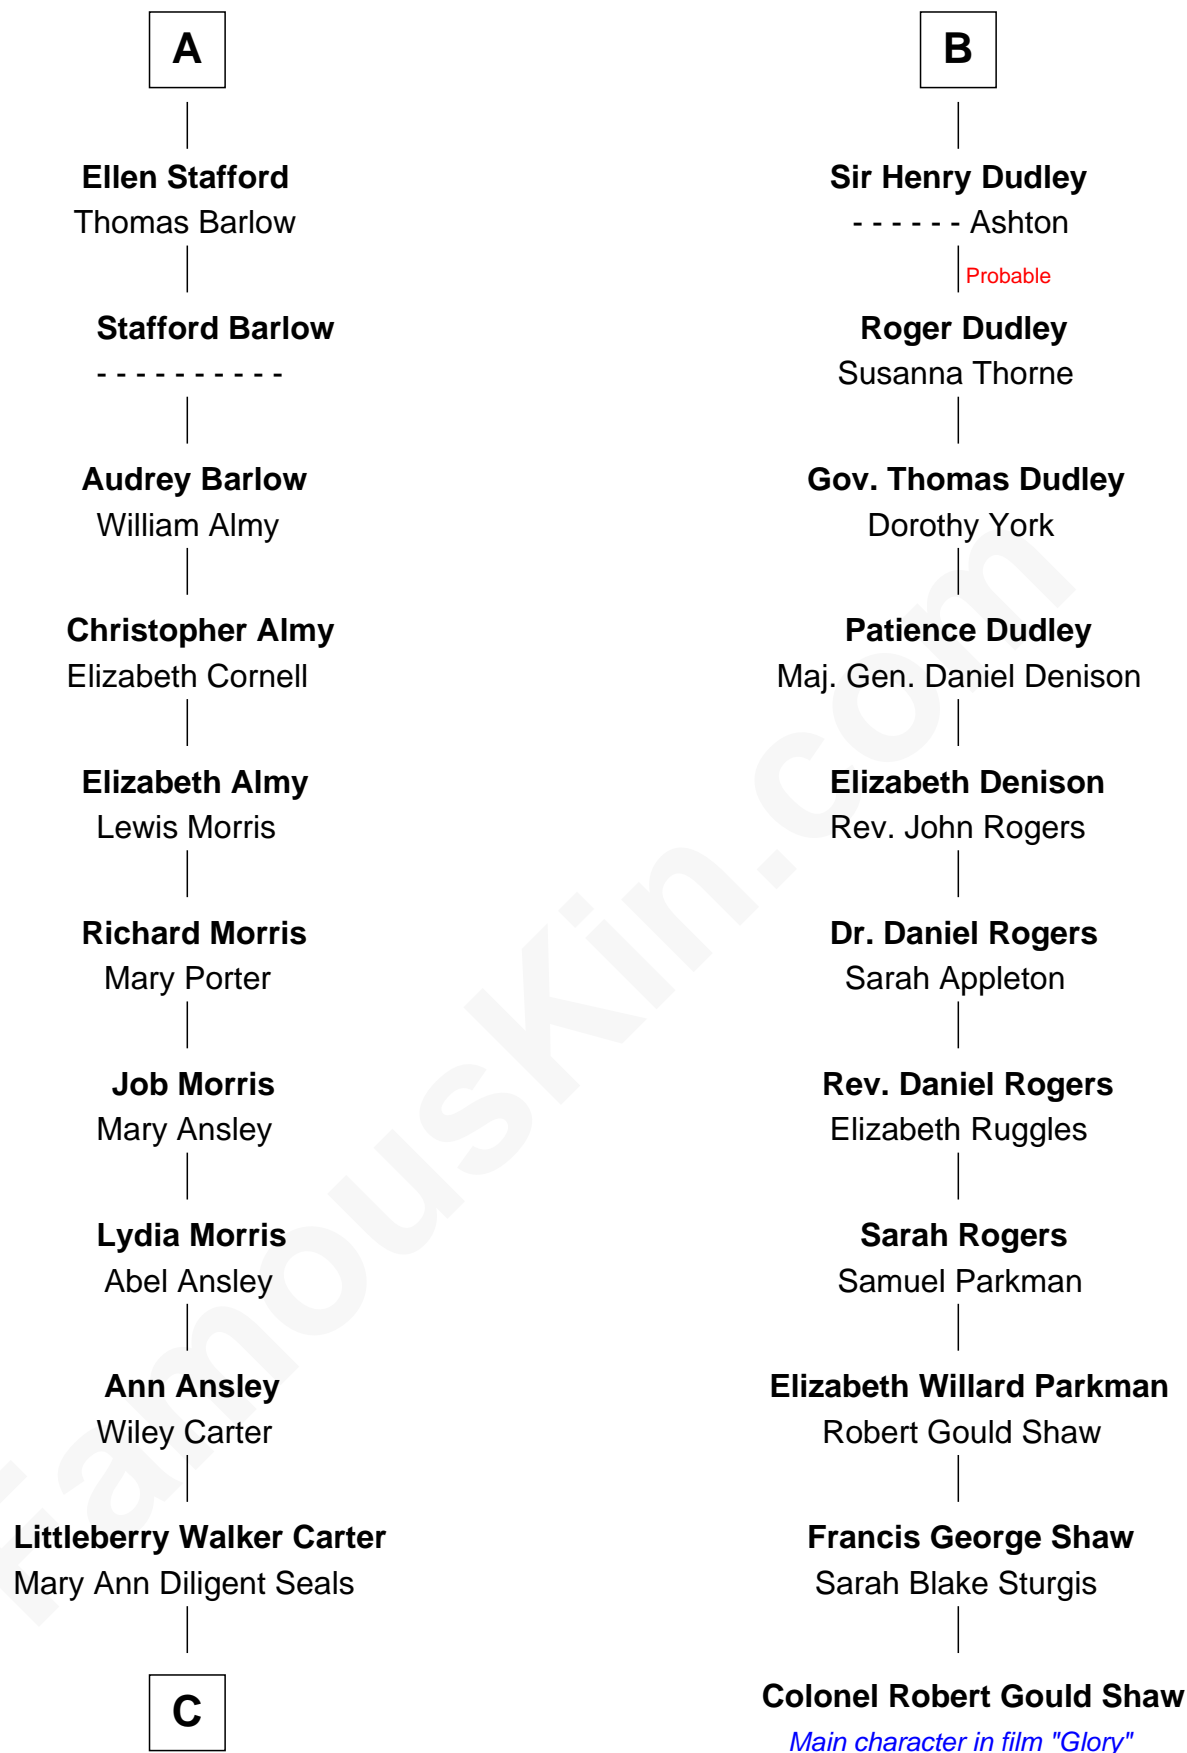 A
Ellen Stafford
Thomas Barlow
Stafford Barlow
- - - - - - - - - -
Audrey Barlow
William Almy
Christopher Almy
Elizabeth Cornell
Elizabeth Almy
Lewis Morris
Richard Morris
Mary Porter
Job Morris
Mary Ansley
Lydia Morris
Abel Ansley
Ann Ansley
Wiley Carter
Littleberry Walker Carter
Mary Ann Diligent Seals
C
B
Sir Henry Dudley
- - - - - - Ashton
Probable
Roger Dudley
Susanna Thorne
Gov. Thomas Dudley
Dorothy York
Patience Dudley
Maj. Gen. Daniel Denison
Elizabeth Denison
Rev. John Rogers
Dr. Daniel Rogers
Sarah Appleton
Rev. Daniel Rogers
Elizabeth Ruggles
Sarah Rogers
Samuel Parkman
Elizabeth Willard Parkman
Robert Gould Shaw
Francis George Shaw
Sarah Blake Sturgis
Colonel Robert Gould Shaw
Main character in film "Glory"
FamousKin.com